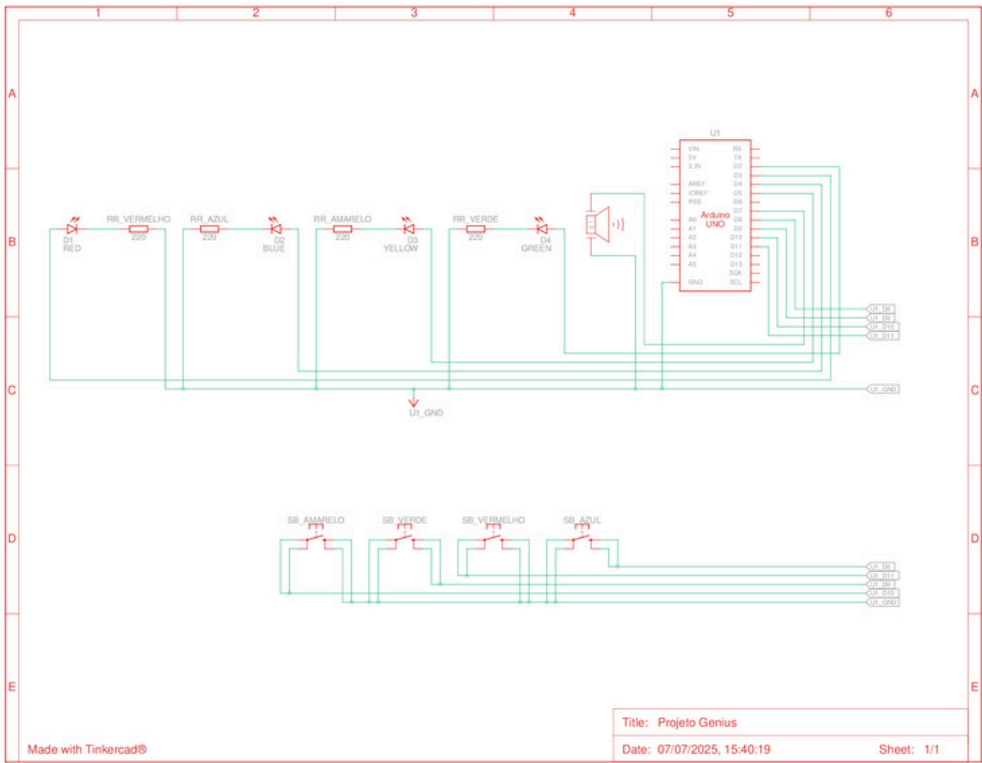 1 2 3 4 5 6
A A
U1
VIN RX
5V TX
3.3V D2
D3
AREF D4
IOREF D5
RES D6
D7
A0 D8
A1 D9
A2 D10
A3 D11
A4 D12
A5 D13
SDA
GND SCL
Arduino
UNO
RR_VERMELHO RR_AZUL RR_AMARELO RR_VERDE
220 220 220 220
B B
D1 D2 D3 D4
RED BLUE YELLOW GREEN
U1_D8
U1_D9
U1_D10
U1_D11
C U1_GND C
U1_GND
SB_AMARELO SB_VERDE SB_VERMELHO SB_AZUL
D D
U1_D8
U1_D11
U1_D9
U1_D10
U1_GND
E E
Title: Projeto Genius
Made with Tinkercad® Date: 07/07/2025, 15:40:19 Sheet: 1/1